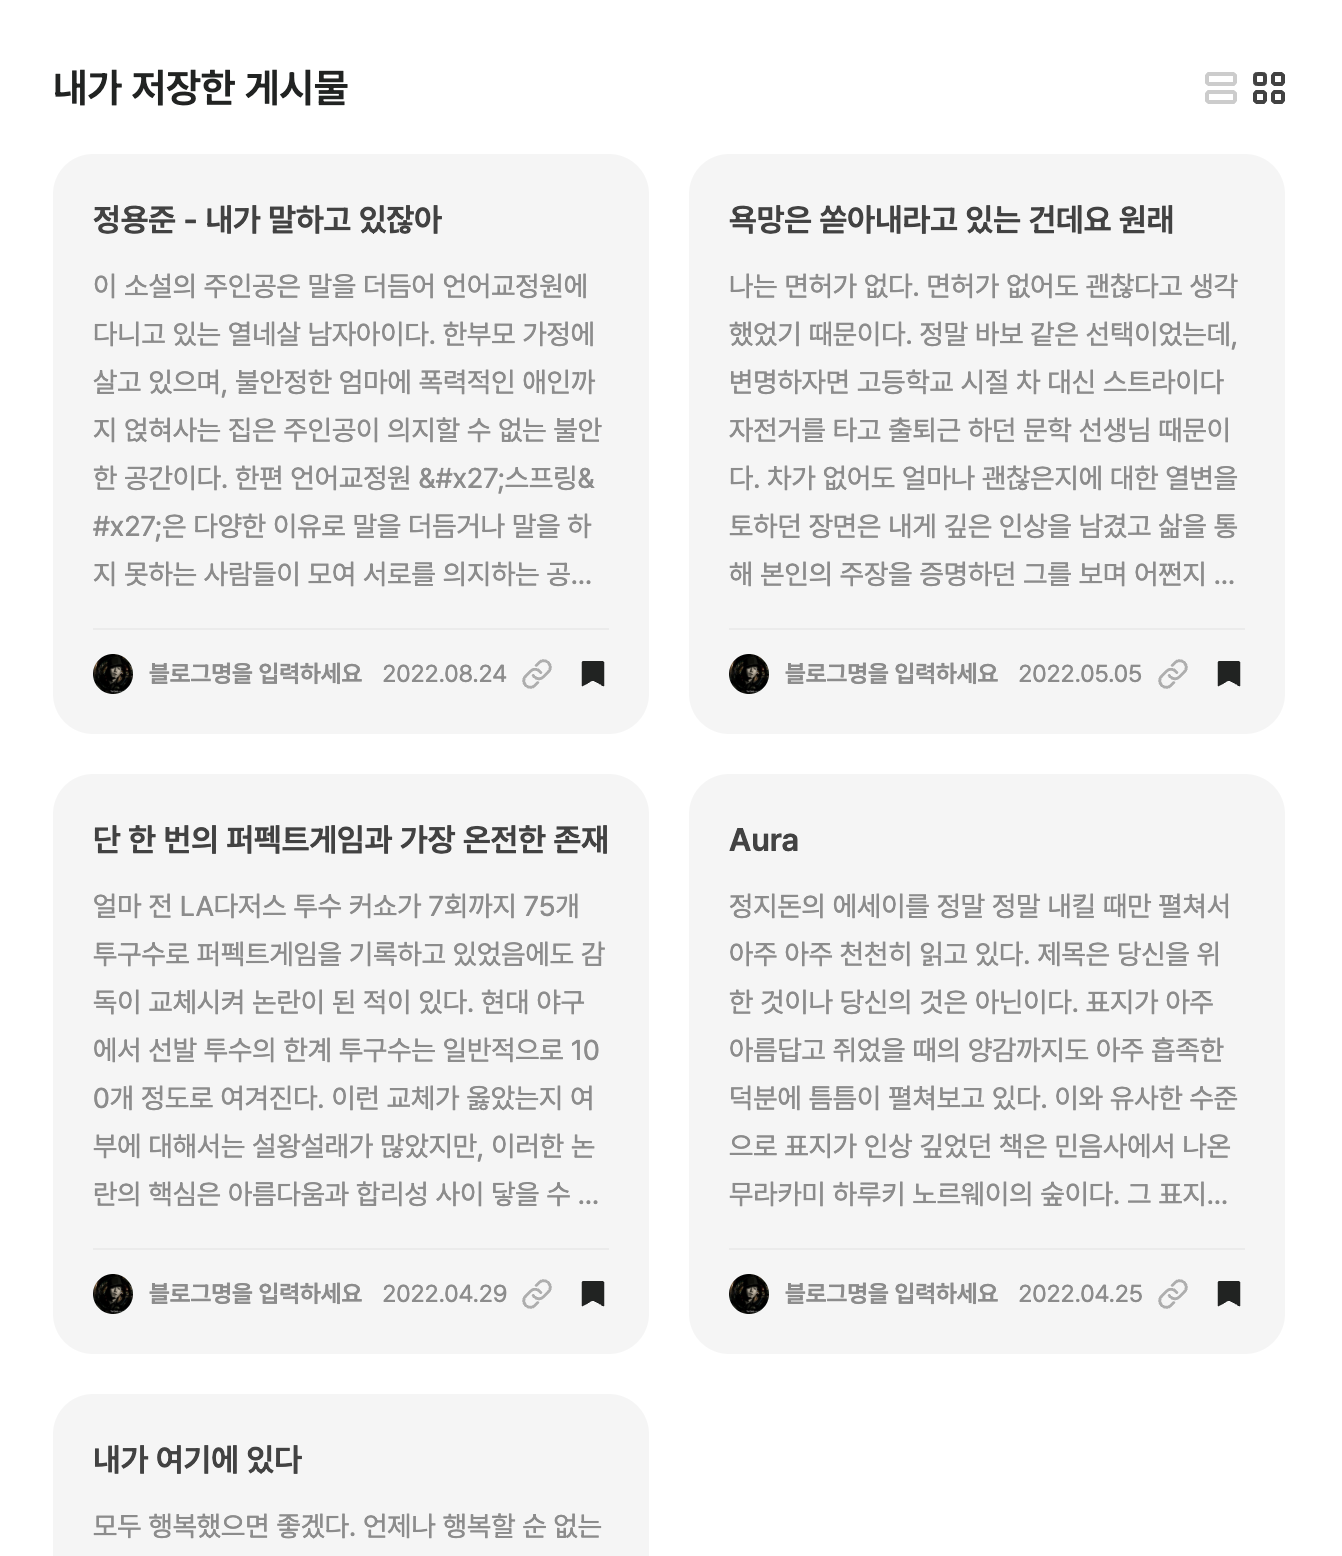 내가 저장한 게시물
정용준 - 내가 말하고 있잖아
이 소설의 주인공은 말을 더듬어 언어교정원에
다니고 있는 열네살 남자아이다. 한부모 가정에
살고 있으며, 불안정한 엄마에 폭력적인 애인까
지 얹혀사는 집은 주인공이 의지할 수 없는 불안
한 공간이다. 한편 언어교정원 &#x27;스프링&
#x27;은 다양한 이유로 말을 더듬거나 말을 하
지 못하는 사람들이 모여 서로를 의지하는 공...
블로그명을 입력하세요 2022.08.24
욕망은 쏟아내라고 있는 건데요 원래
나는 면허가 없다. 면허가 없어도 괜찮다고 생각
했었기 때문이다. 정말 바보 같은 선택이었는데,
변명하자면 고등학교 시절 차 대신 스트라이다
자전거를 타고 출퇴근 하던 문학 선생님 때문이
다. 차가 없어도 얼마나 괜찮은지에 대한 열변을
토하던 장면은 내게 깊은 인상을 남겼고 삶을 통
해 본인의 주장을 증명하던 그를 보며 어쩐지 ...
블로그명을 입력하세요 2022.05.05
단 한 번의 퍼펙트게임과 가장 온전한 존재
얼마 전 LA다저스 투수 커쇼가 7회까지 75개
투구수로 퍼펙트게임을 기록하고 있었음에도 감
독이 교체시켜 논란이 된 적이 있다. 현대 야구
에서 선발 투수의 한계 투구수는 일반적으로 10
0개 정도로 여겨진다. 이런 교체가 옳았는지 여
부에 대해서는 설왕설래가 많았지만, 이러한 논
란의 핵심은 아름다움과 합리성 사이 닿을 수 ...
블로그명을 입력하세요 2022.04.29
Aura
정지돈의 에세이를 정말 정말 내킬 때만 펼쳐서
아주 아주 천천히 읽고 있다. 제목은 당신을 위
한 것이나 당신의 것은 아닌이다. 표지가 아주
아름답고 쥐었을 때의 양감까지도 아주 흡족한
덕분에 틈틈이 펼쳐보고 있다. 이와 유사한 수준
으로 표지가 인상 깊었던 책은 민음사에서 나온
무라카미 하루키 노르웨이의 숲이다. 그 표지...
블로그명을 입력하세요 2022.04.25
내가 여기에 있다
모두 행복했으면 좋겠다. 언제나 행복할 순 없는